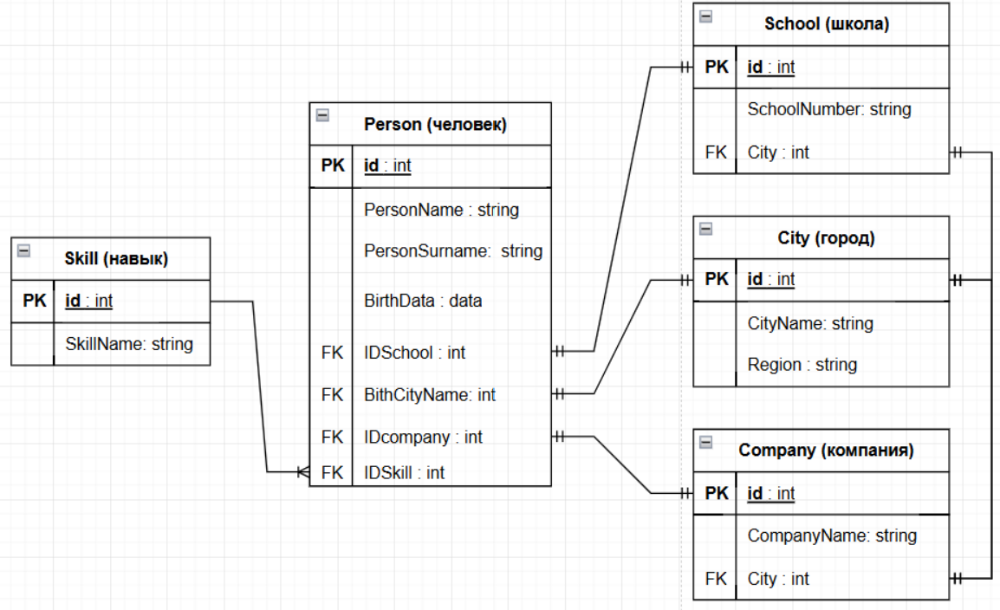 Skill (навык)
PK id : int
SkillName: string
Person (человек)
PK id : int
PersonName : string
PersonSurname: string
BirthData : data
FK IDSchool : int
FK BithCityName: int
FK IDcompany : int
FK IDSkill : int
School (школа)
PK id : int
SchoolNumber: string
FK City : int
City (город)
PK id : int
CityName: string
Region : string
Company (компания)
PK id : int
CompanyName: string
FK City : int